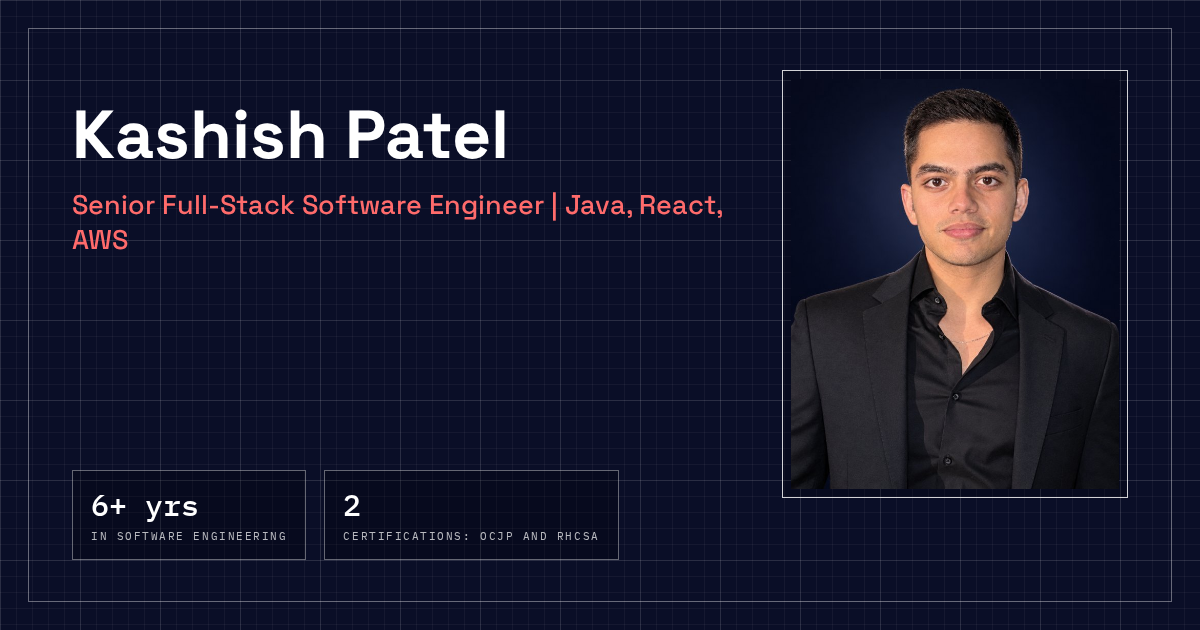 Kashish Patel
Senior Full-Stack Software Engineer | Java, React,
AWS
6+ yrs
IN SOFTWARE ENGINEERING
2
CERTIFICATIONS: OCJP AND RHCSA